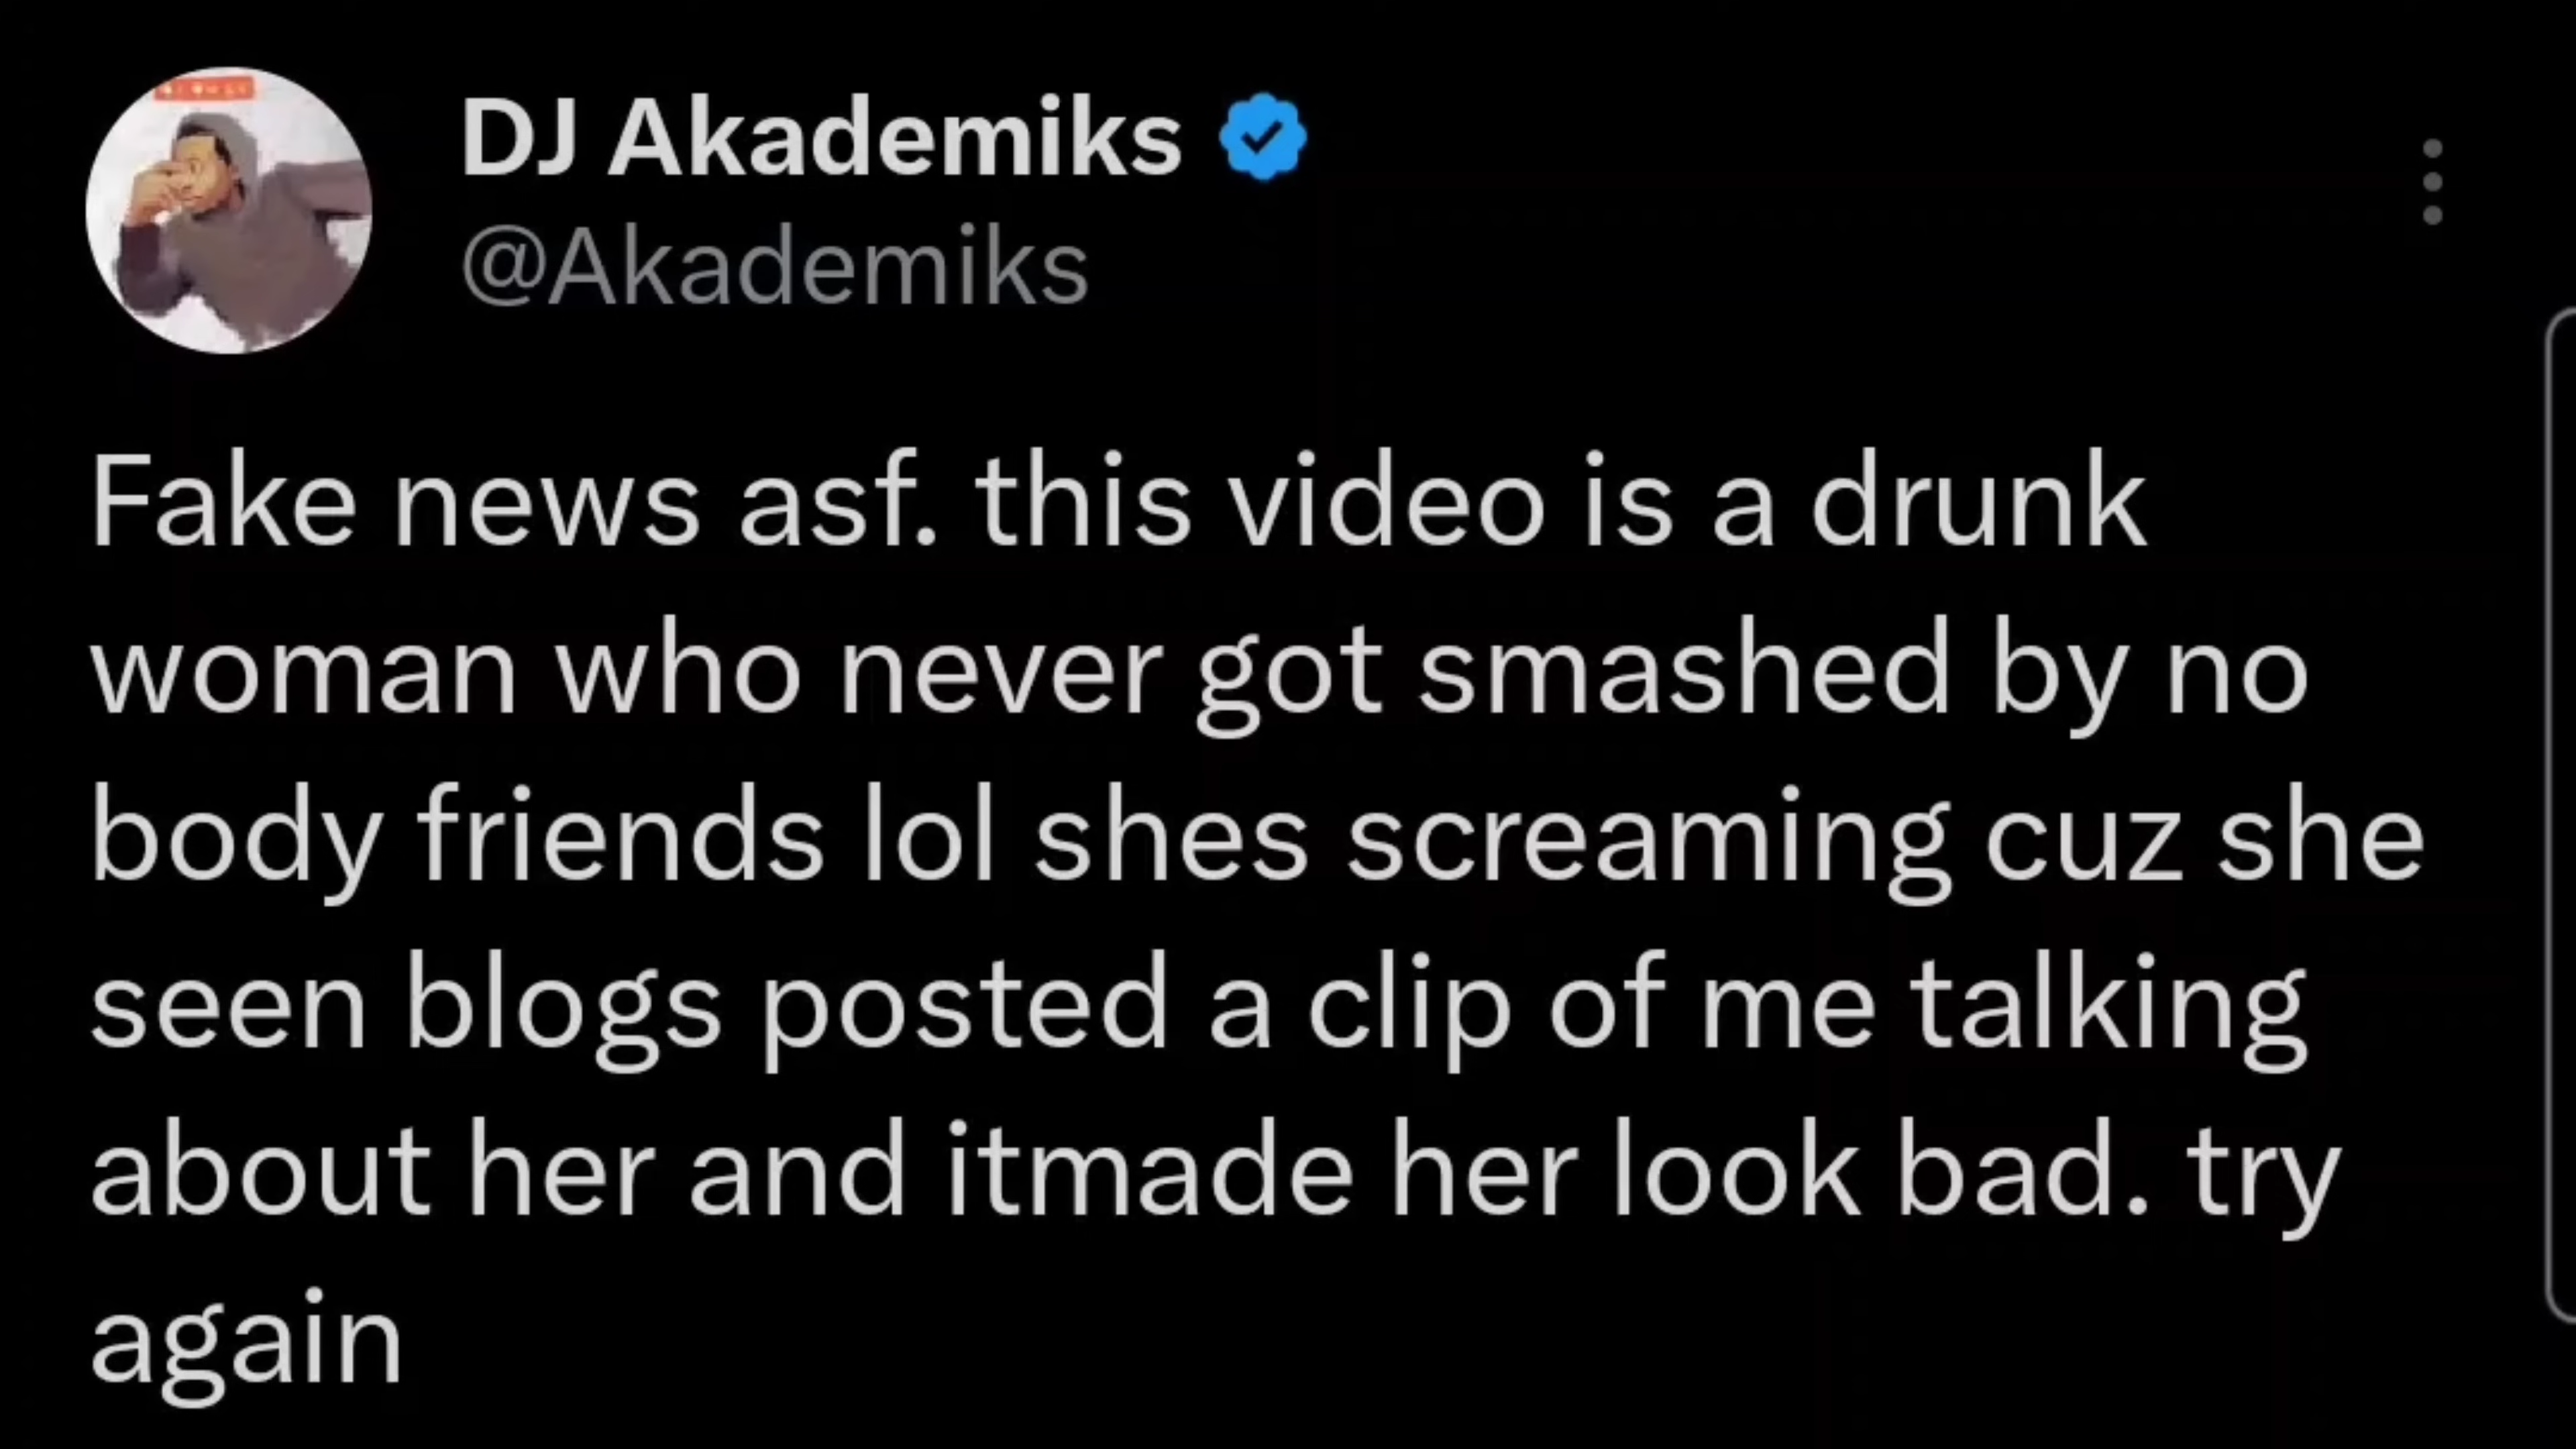 DJ Akademiks
@Akademiks
Fake news asf. this video is a drunk
woman who never got smashed by no
body friends lol shes screaming cuz she
seen blogs posted a clip of me talking
about her and itmade her look bad. try
again